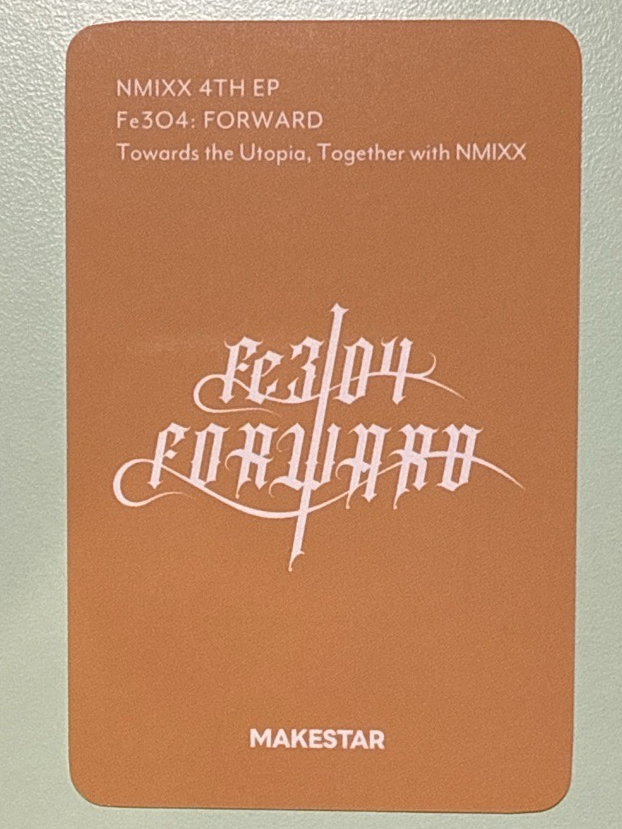 NMIXX 4TH EP
Fe3O4: FORWARD
Towards the Utopia, Together with NMIXX
Fe3O4
FORWARD
MAKESTAR